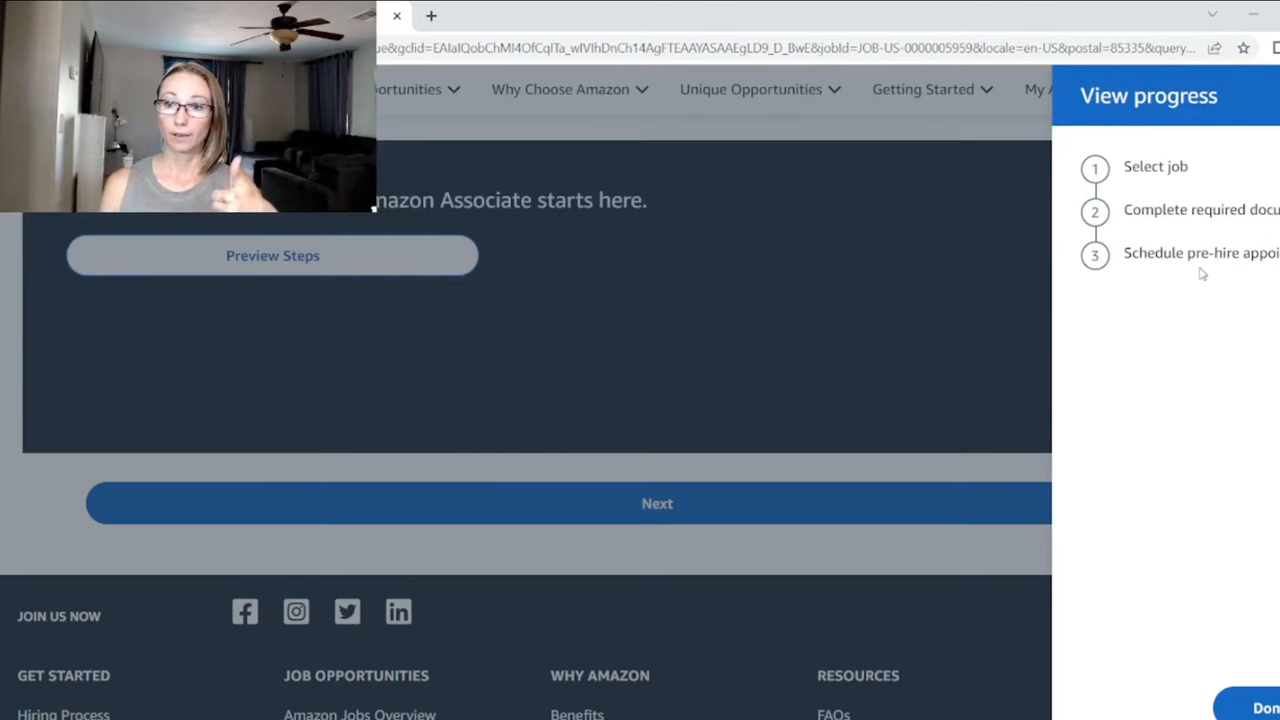 ue&gclid=EAIaIQobChMI4OfCqITa_wIVIhDnCh14AgFTEAAYASAAEgLD9_D_BwE&jobId=JOB-US-0000005959&locale=en-US&postal=85335&query...
ortunities
Why Choose Amazon
Unique Opportunities
Getting Started
My A
View progress
1 Select job
2 Complete required docu
3 Schedule pre-hire appoi
mazon Associate starts here.
Preview Steps
Next
JOIN US NOW
GET STARTED
JOB OPPORTUNITIES
WHY AMAZON
RESOURCES
Hiring Process
Amazon Jobs Overview
Benefits
FAQs
Don